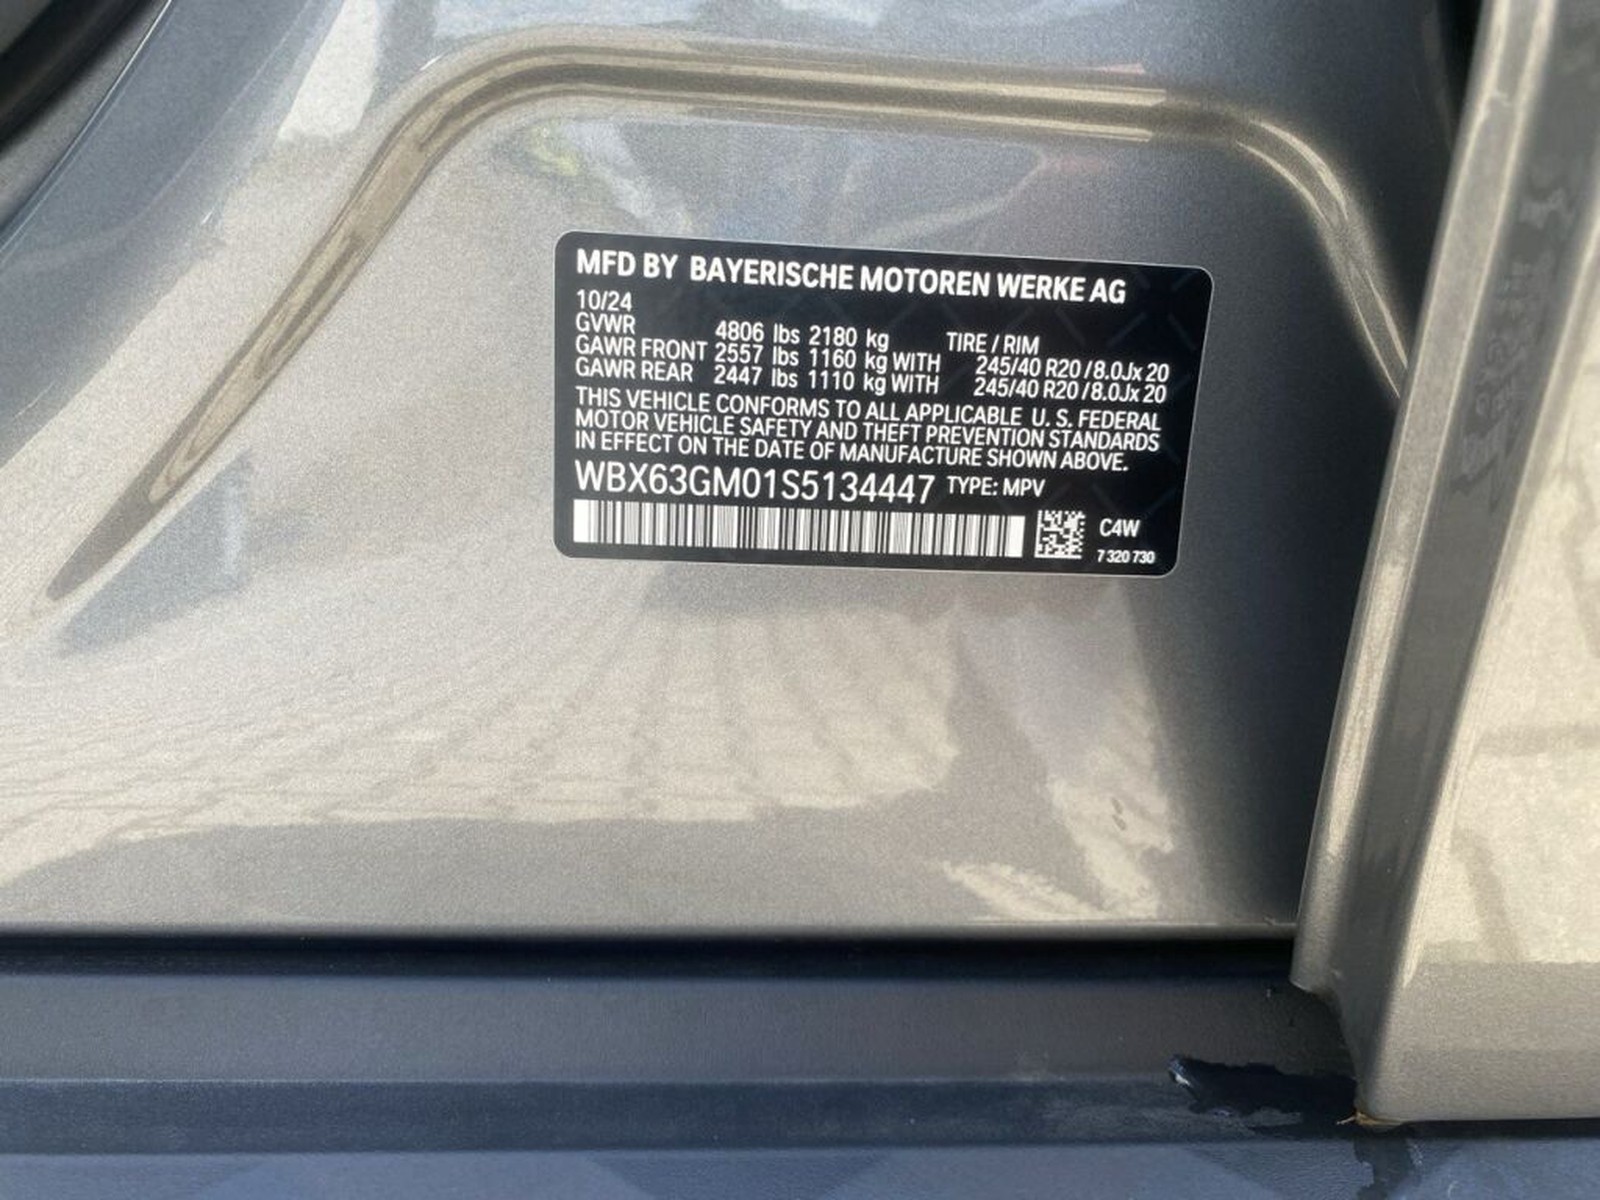 MFD BY BAYERISCHE MOTOREN WERKE AG
10/24
GVWR 4806 lbs 2180 kg TIRE / RIM
GAWR FRONT 2557 lbs 1160 kg WITH 245/40 R20 / 8.0Jx 20
GAWR REAR 2447 lbs 1110 kg WITH 245/40 R20 / 8.0Jx 20
THIS VEHICLE CONFORMS TO ALL APPLICABLE U. S. FEDERAL
MOTOR VEHICLE SAFETY AND THEFT PREVENTION STANDARDS
IN EFFECT ON THE DATE OF MANUFACTURE SHOWN ABOVE.
WBX63GM01S5134447 TYPE: MPV
C4W
7 320 730